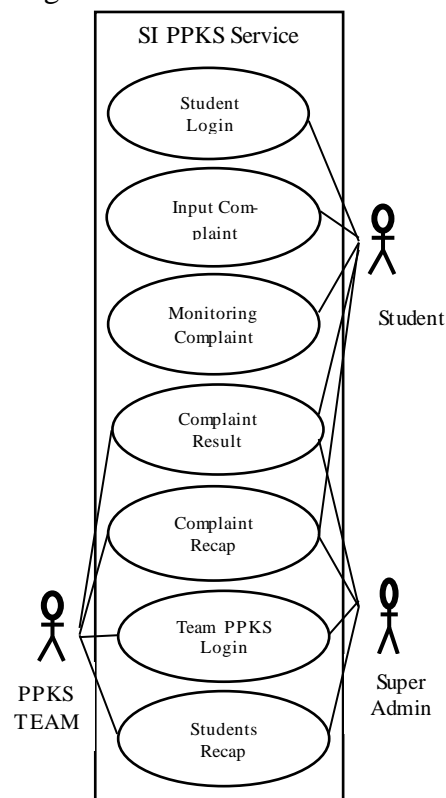 SI PPKS Service
Student
Login
Input Com-
plaint
Monitoring
Complaint
Student
Complaint
Result
Complaint
Recap
Team PPKS
Login
PPKS
TEAM
Super
Admin
Students
Recap